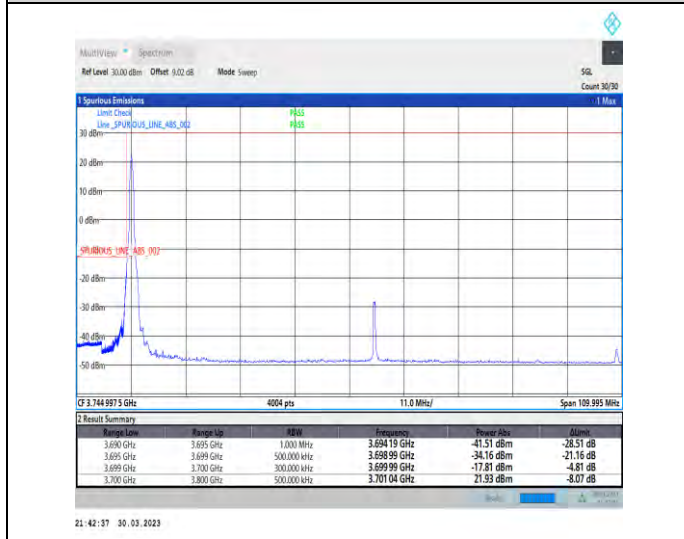 MultiView Spectrum
Ref Level 30.00 dBm Offset 9.02 dB Mode Sweep SGL
Count 30/30
1 Spurious Emissions 1 Max
Limit Check PASS
Line _SPURIOUS_LINE_ABS_002 PASS
30 dBm
20 dBm
10 dBm
0 dBm
_SPURIOUS_LINE_ABS_002
-20 dBm
-30 dBm
-40 dBm
-50 dBm
CF 3.744 997 5 GHz 4004 pts 11.0 MHz/ Span 109.995 MHz
2 Result Summary
Range Low Range Up RBW Frequency Power Abs ΔLimit
3.690 GHz 3.695 GHz 1.000 MHz 3.694 19 GHz -41.51 dBm -28.51 dB
3.695 GHz 3.699 GHz 500.000 kHz 3.698 99 GHz -34.16 dBm -21.16 dB
3.699 GHz 3.700 GHz 300.000 kHz 3.699 99 GHz -17.81 dBm -4.81 dB
3.700 GHz 3.800 GHz 500.000 kHz 3.701 04 GHz 21.93 dBm -8.07 dB
21:42:37 30.03.2023